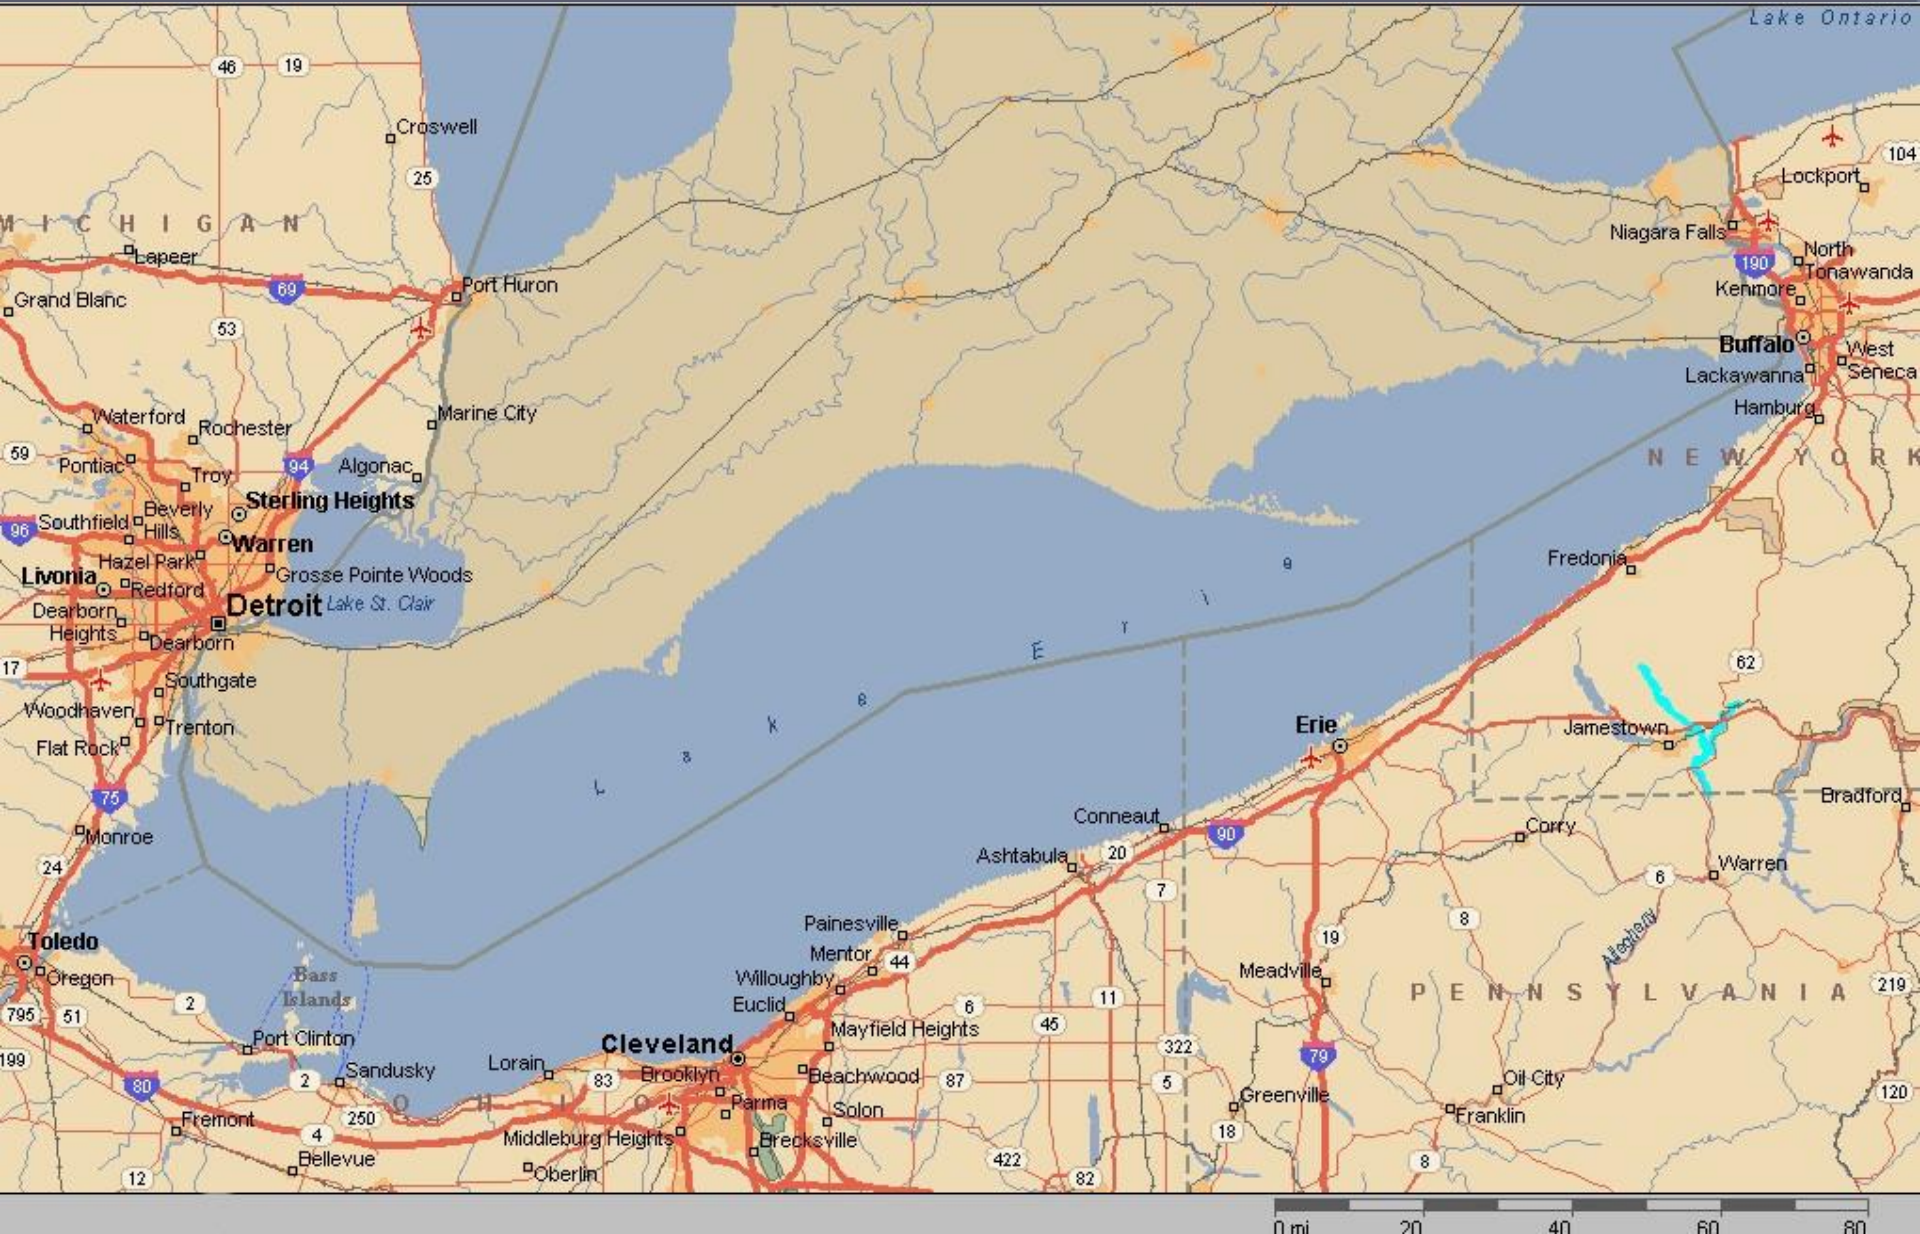 Lake Ontario
46
19
Croswell
104
25
Lockport
MICHIGAN
Niagara Falls
Lapeer
North
Tonawanda
190
69
Port Huron
Kenmore
Grand Blanc
53
Buffalo
West
Seneca
Lackawanna
Waterford
Marine City
Hamburg
Rochester
59
Pontiac
94
Algonac
NEW YORK
Troy
Sterling Heights
Beverly
Hills
96
Southfield
Warren
Hazel Park
Fredonia
Livonia
Grosse Pointe Woods
Redford
Detroit
Lake St. Clair
Dearborn
Heights
Dearborn
Lake Erie
17
62
Southgate
Woodhaven
Trenton
Erie
Jamestown
Flat Rock
75
Bradford
Conneaut
Monroe
90
Corry
Ashtabula
20
24
Warren
6
7
8
Painesville
Allegheny
Toledo
19
Mentor
44
Oregon
Bass
Islands
Willoughby
Meadville
219
2
Euclid
6
11
PENNSYLVANIA
795
51
45
Port Clinton
Cleveland
Mayfield Heights
322
199
79
Sandusky
Lorain
Brooklyn
Beachwood
87
5
Oil City
80
2
83
Greenville
120
OHIO
Parma
Solon
Franklin
Fremont
250
4
Middleburg Heights
Brecksville
18
Bellevue
422
8
12
Oberlin
82
0 mi
20
40
60
80